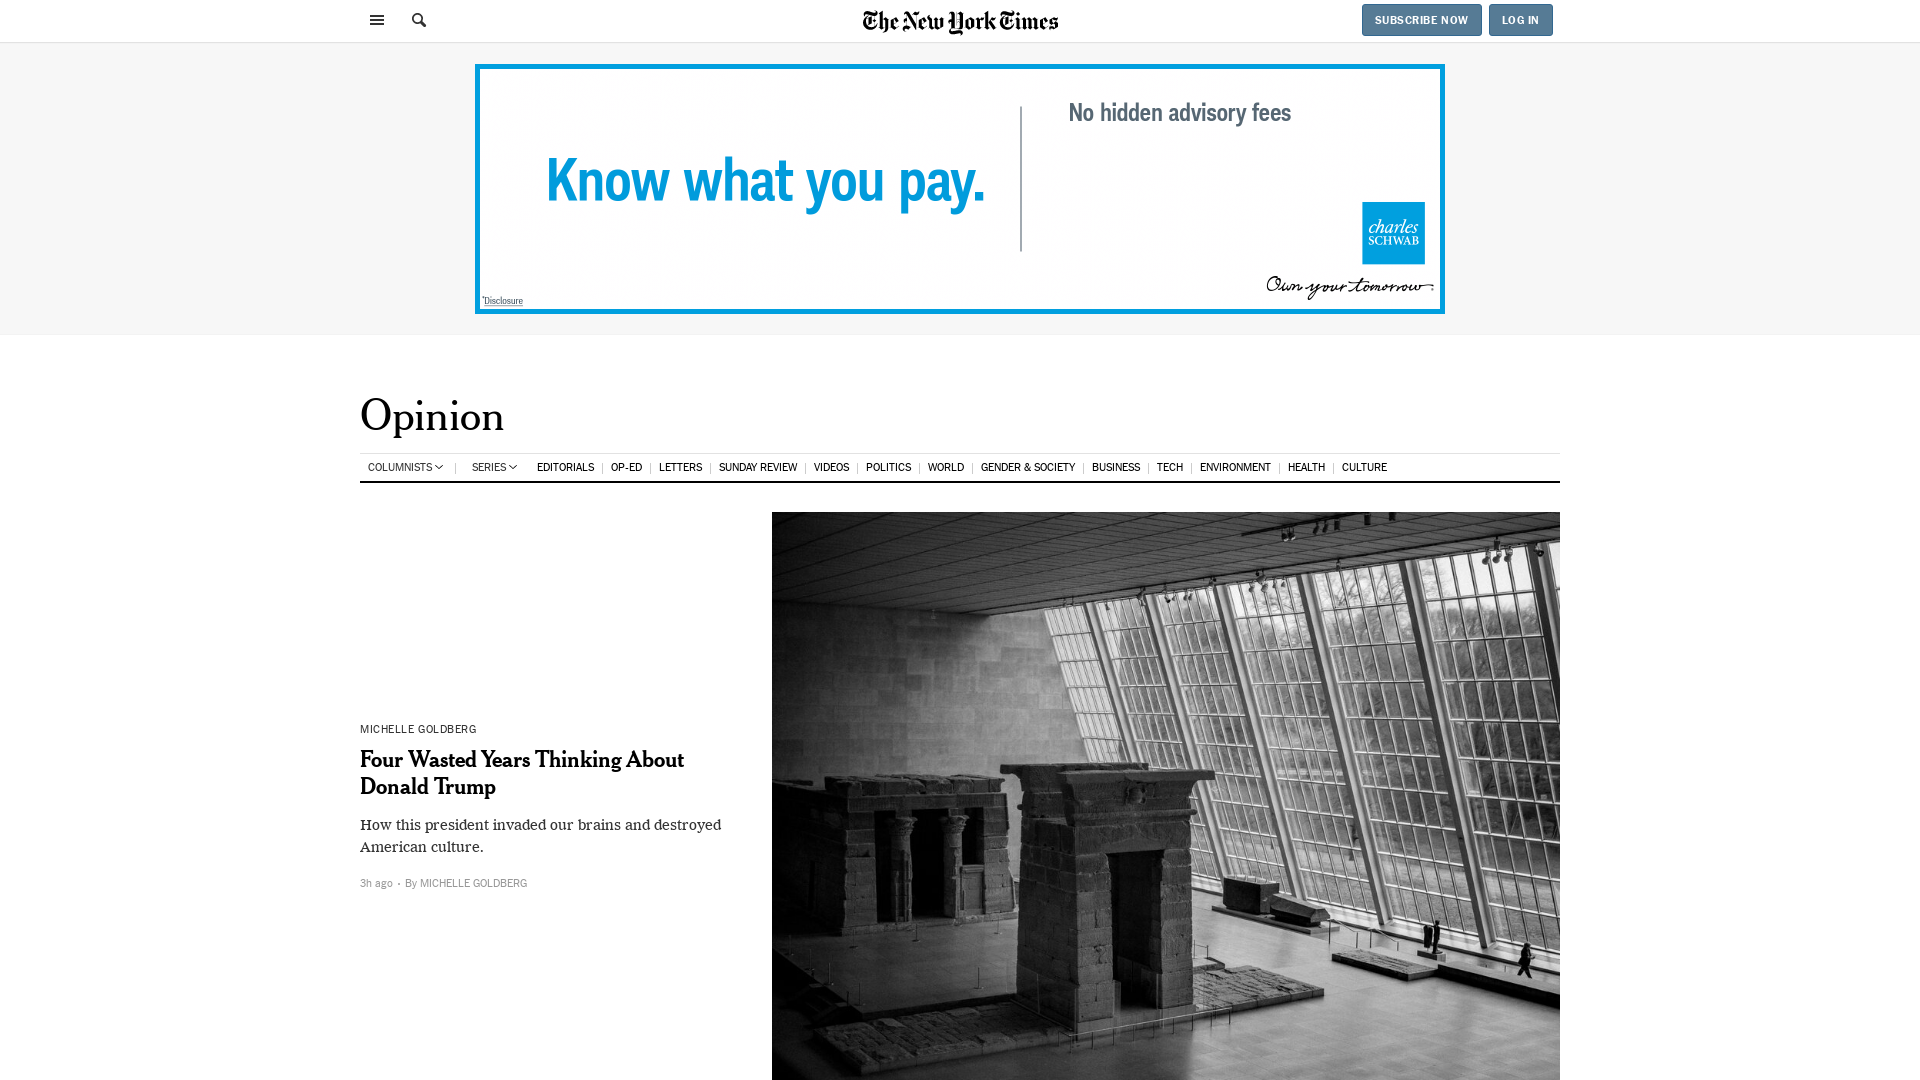 The New York Times
SUBSCRIBE NOW
LOG IN
No hidden advisory fees
Know what you pay.
charles
SCHWAB
Own your tomorrow
*Disclosure
Opinion
COLUMNISTS SERIES EDITORIALS OP-ED LETTERS SUNDAY REVIEW VIDEOS POLITICS WORLD GENDER & SOCIETY BUSINESS TECH ENVIRONMENT HEALTH CULTURE
MICHELLE GOLDBERG
Four Wasted Years Thinking About
Donald Trump
How this president invaded our brains and destroyed
American culture.
3h ago · By MICHELLE GOLDBERG